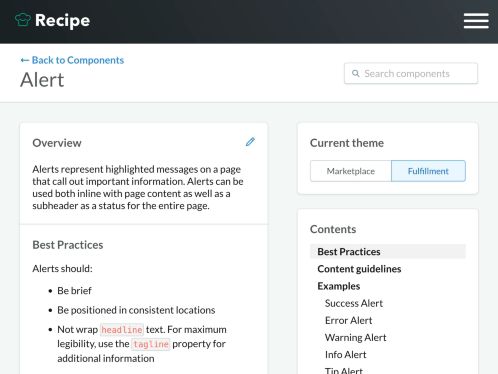 Recipe
← Back to Components
Alert
Search components
Overview
Alerts represent highlighted messages on a page
that call out important information. Alerts can be
used both inline with page content as well as a
subheader as a status for the entire page.
Best Practices
Alerts should:
• Be brief
• Be positioned in consistent locations
• Not wrap headline text. For maximum
legibility, use the tagline property for
additional information
Current theme
Marketplace
Fulfillment
Contents
Best Practices
Content guidelines
Examples
Success Alert
Error Alert
Warning Alert
Info Alert
Tip Alert